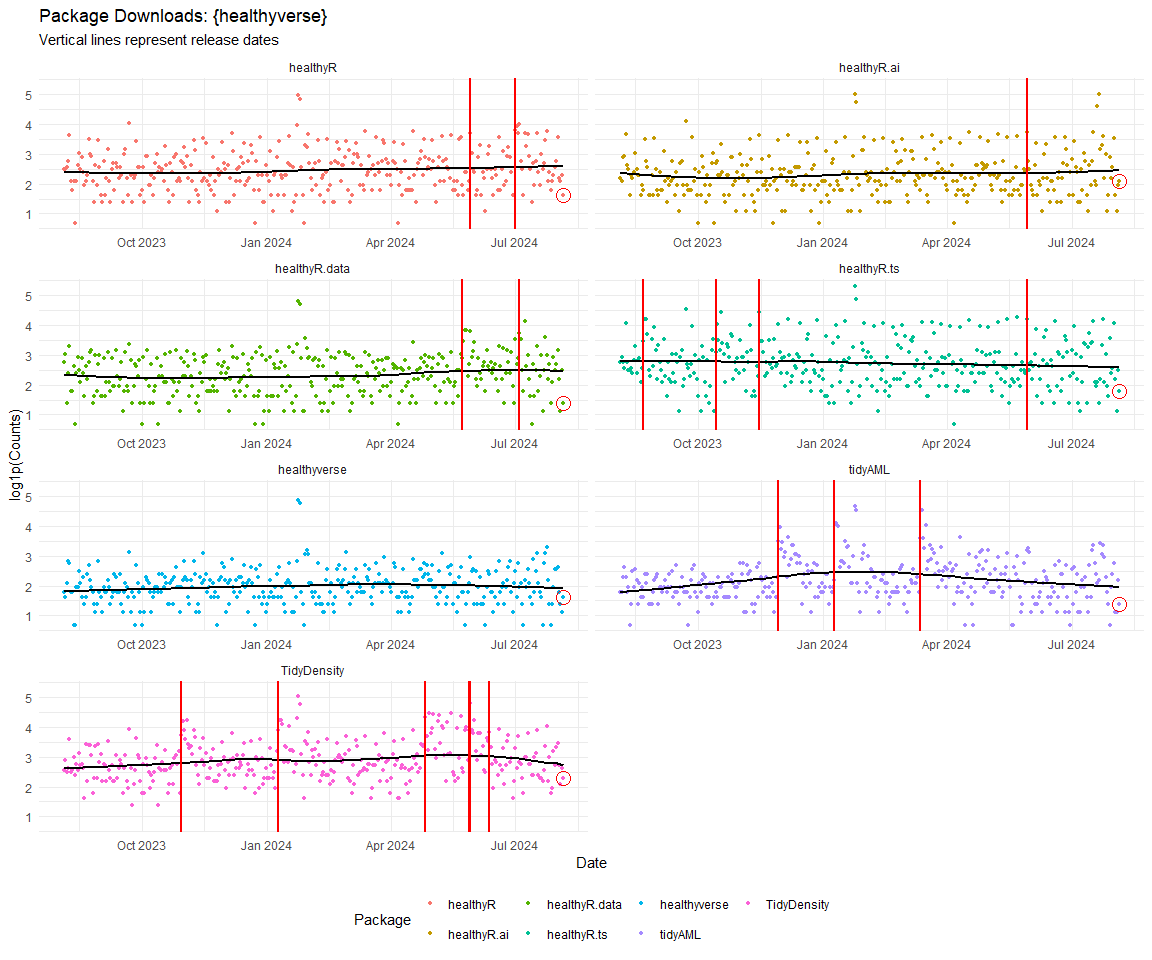 Package Downloads: {healthyverse}
Vertical lines represent release dates
healthyR
healthyR.ai
5
4
3
2
1
Oct 2023 Jan 2024 Apr 2024 Jul 2024
Oct 2023 Jan 2024 Apr 2024 Jul 2024
healthyR.data
healthyR.ts
5
4
3
2
1
Oct 2023 Jan 2024 Apr 2024 Jul 2024
Oct 2023 Jan 2024 Apr 2024 Jul 2024
log1p(Counts)
healthyverse
tidyAML
5
4
3
2
1
Oct 2023 Jan 2024 Apr 2024 Jul 2024
Oct 2023 Jan 2024 Apr 2024 Jul 2024
TidyDensity
5
4
3
2
1
Oct 2023 Jan 2024 Apr 2024 Jul 2024
Date
Package
healthyR healthyR.data healthyverse TidyDensity
healthyR.ai healthyR.ts tidyAML